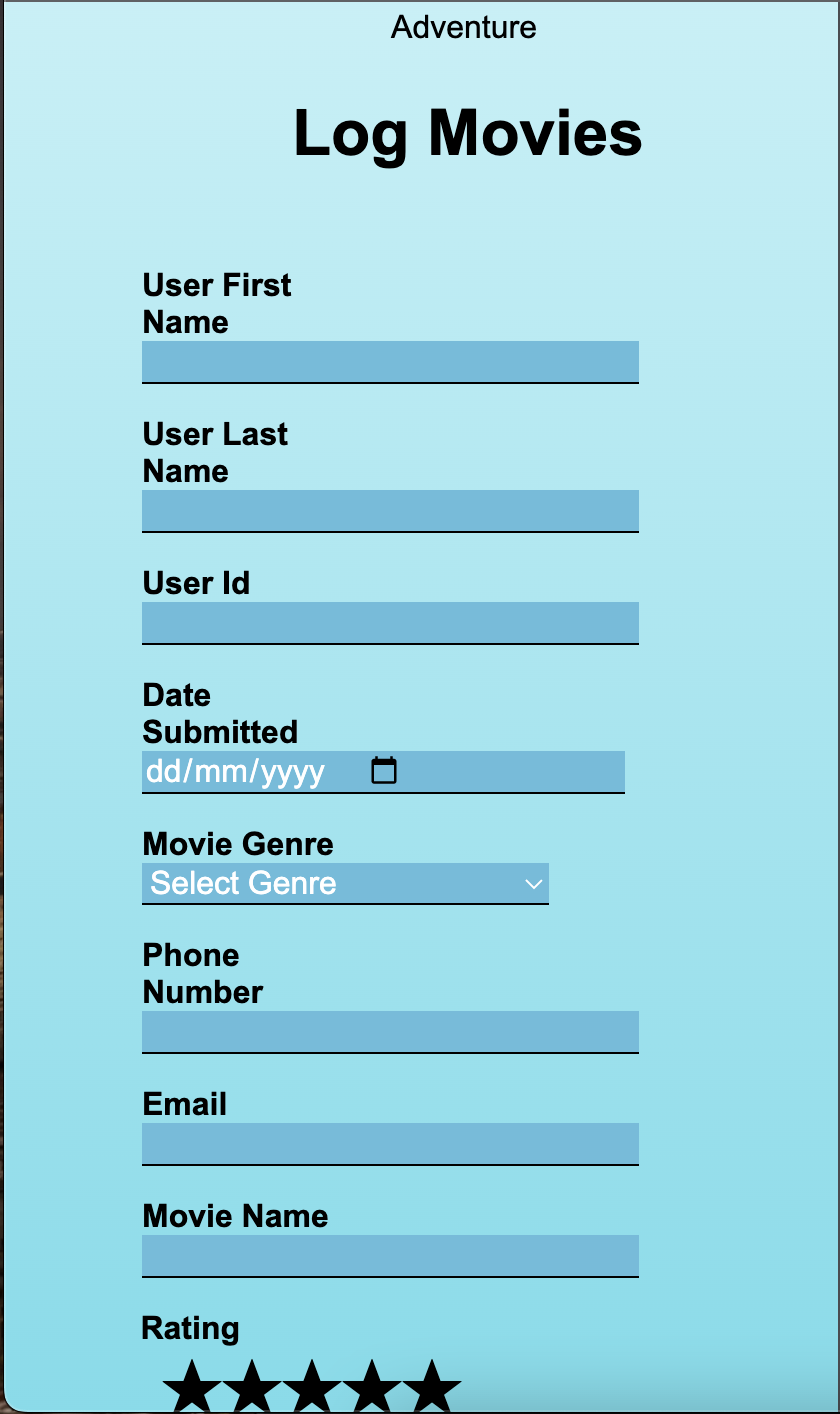 Adventure
Log Movies
User First
Name
User Last
Name
User Id
Date
Submitted
dd/mm/yyyy
Movie Genre
Select Genre
Phone
Number
Email
Movie Name
Rating